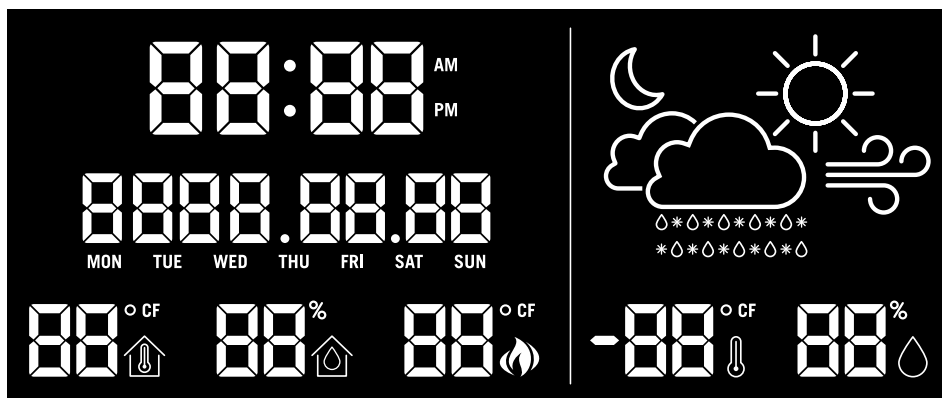 88:88 AM
PM
8888.88.88
MON TUE WED THU FRI SAT SUN
88 ° CF 88 % 88 ° CF
-88 ° CF 88 %